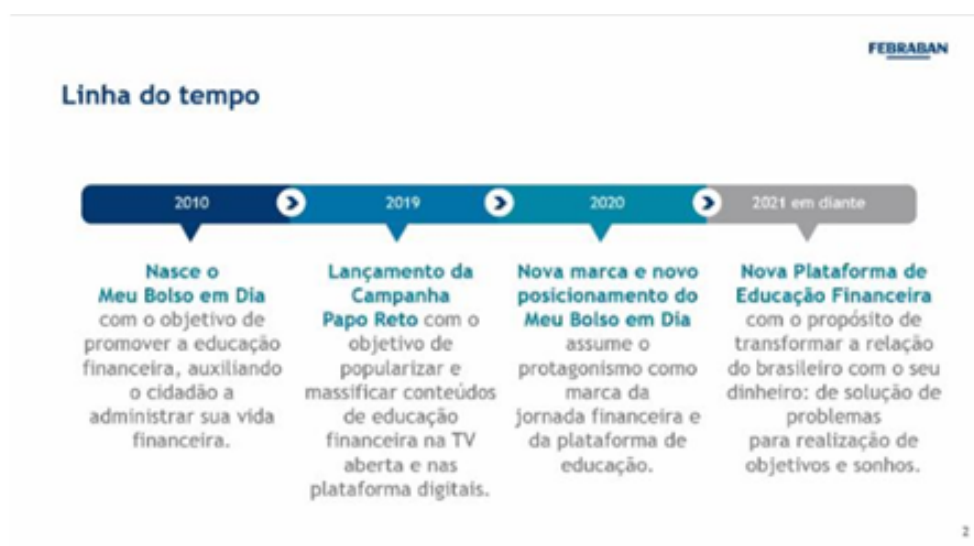 FEBRABAN
Linha do tempo
2010
2019
2020
2021 em diante
Nasce o
Meu Bolso em Dia
com o objetivo de
promover a educação
financeira, auxiliando
o cidadão a
administrar sua vida
financeira.
Lançamento da
Campanha
Papo Reto com o
objetivo de
popularizar e
massificar conteúdos
de educação
financeira na TV
aberta e nas
plataforma digitais.
Nova marca e novo
posicionamento do
Meu Bolso em Dia
assume o
protagonismo como
marca da
jornada financeira e
da plataforma de
educação.
Nova Plataforma de
Educação Financeira
com o propósito de
transformar a relação
do brasileiro com o seu
dinheiro: de solução de
problemas
para realização de
objetivos e sonhos.
2